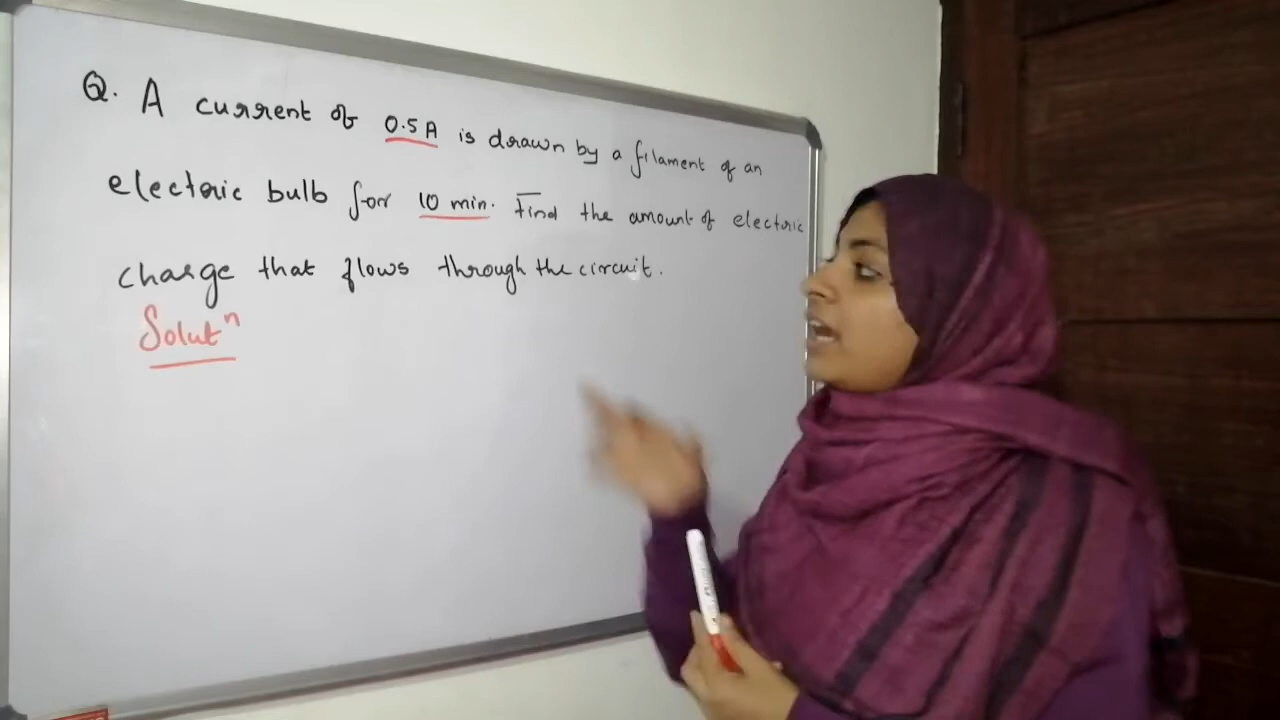 Q. A current of 0.5A is drawn by a filament of an
electric bulb for 10 min. Find the amount of electric
charge that flows through the circuit.
Solutⁿ